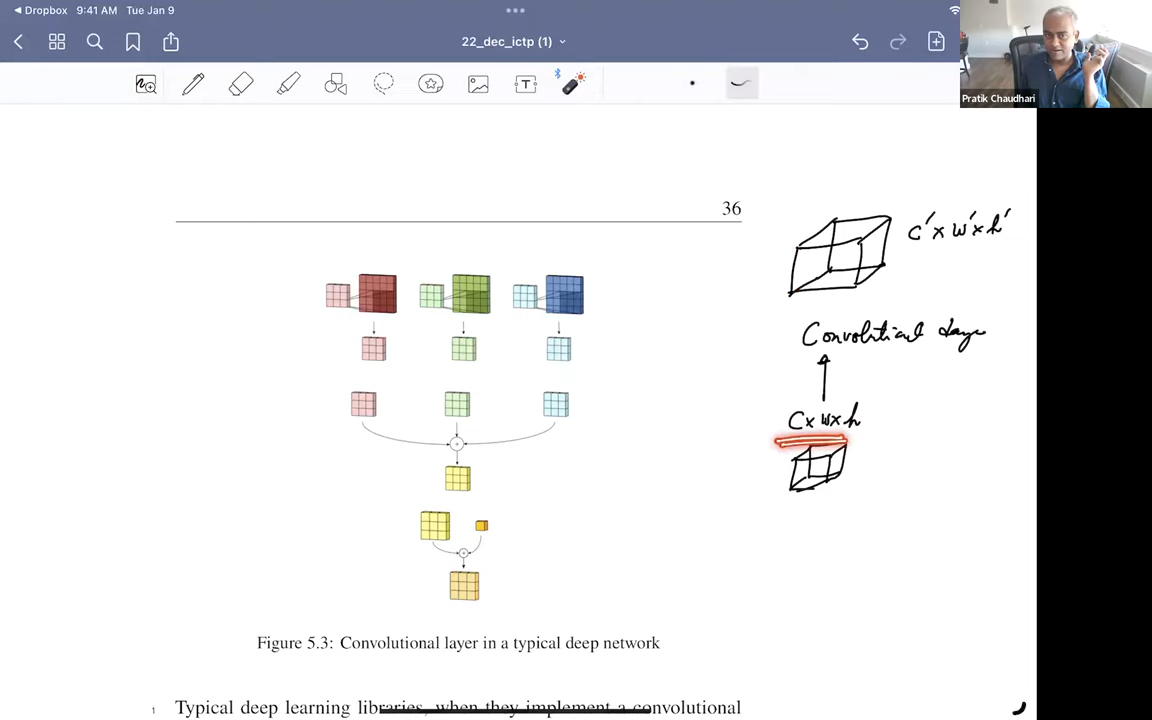 Dropbox 9:41 AM Tue Jan 9
22_dec_ictp (1)
T
Pratik Chaudhari
36
c' x w' x h'
Convolutional
C x w x h
Figure 5.3: Convolutional layer in a typical deep network
1 Typical deep learning libraries, when they implement a convolutional